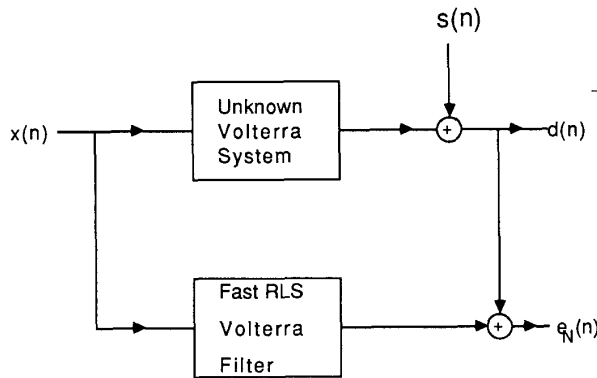 s(n)
Unknown
Volterra
System
x(n)
+
d(n)
Fast RLS
Volterra
Filter
+
e_N(n)